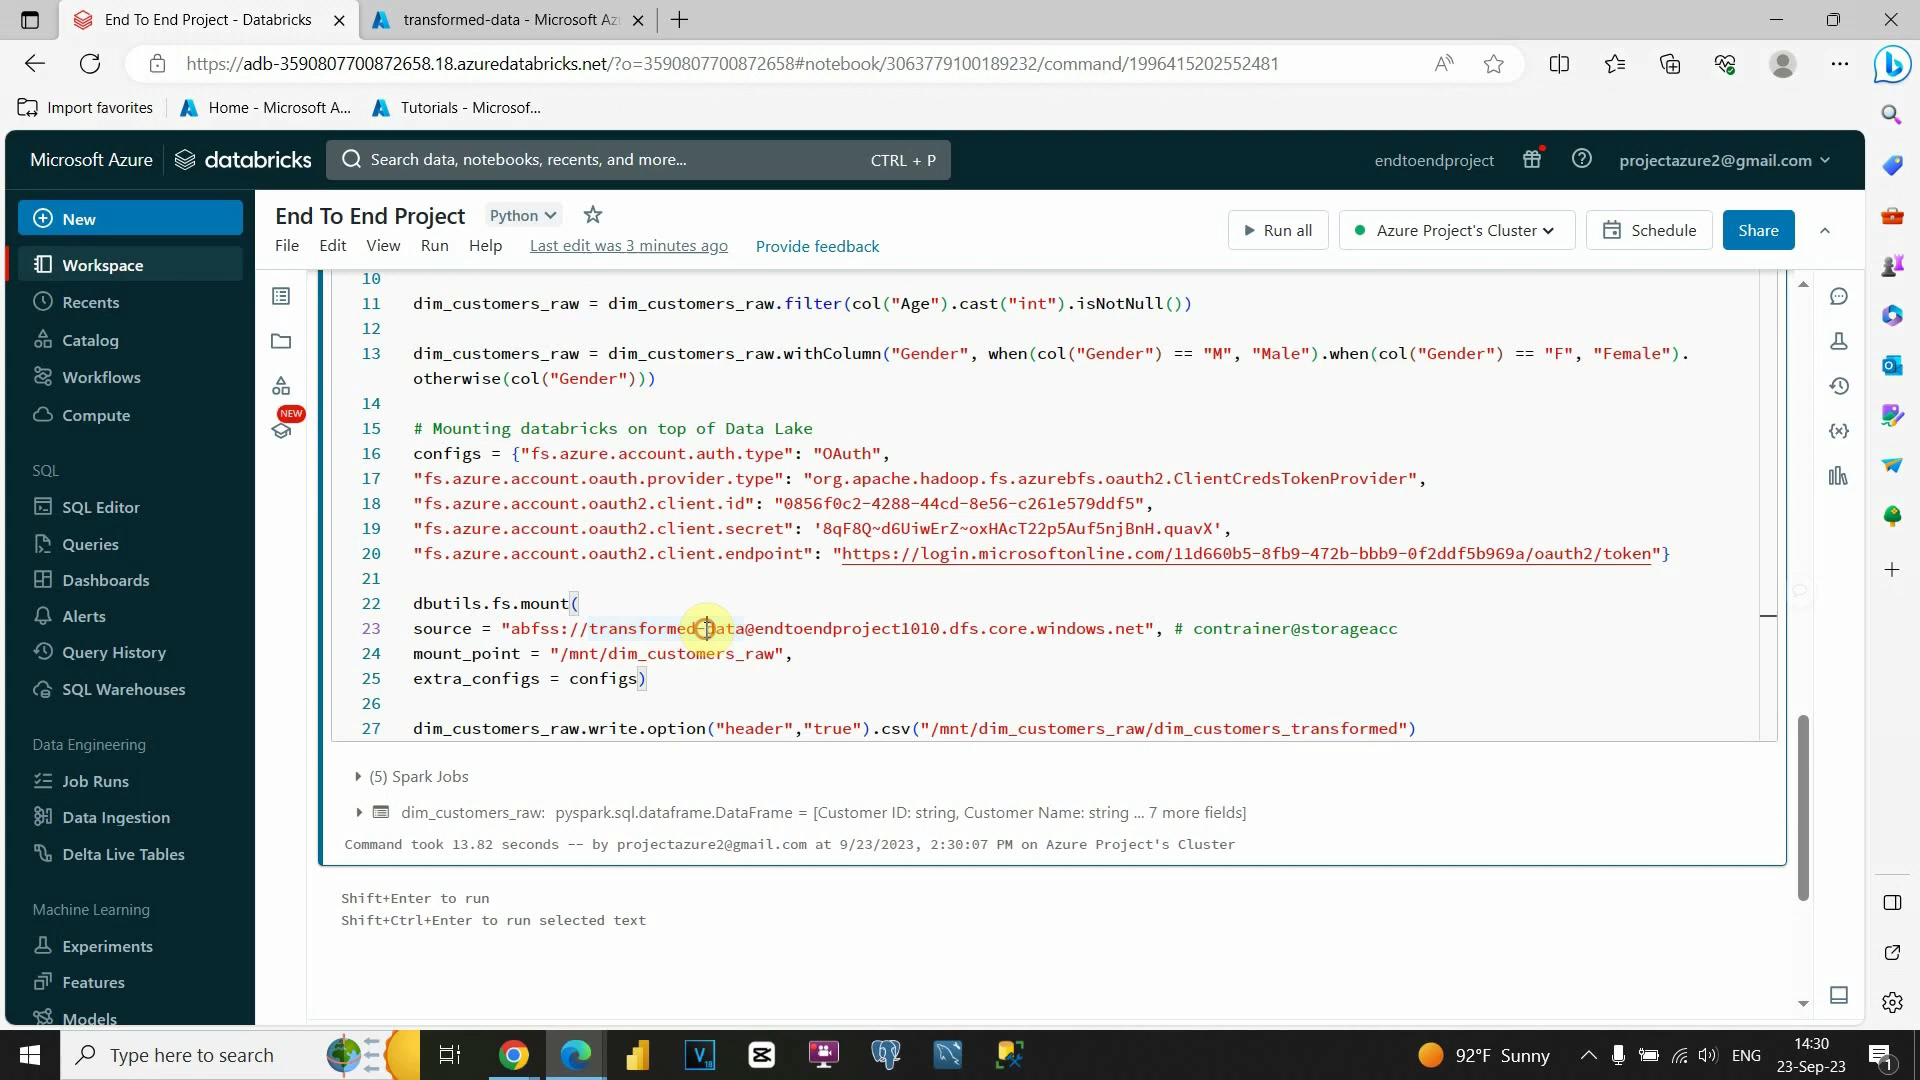 End To End Project - Databricks
transformed-data - Microsoft Az
https://adb-3590807700872658.18.azuredatabricks.net/?o=3590807700872658#notebook/3063779100189232/command/1996415202552481
Import favorites
Home - Microsoft A...
Tutorials - Microsof...
Microsoft Azure
databricks
Search data, notebooks, recents, and more...
CTRL + P
endtoendproject
projectazure2@gmail.com
New
End To End Project
Python
File
Edit
View
Run
Help
Last edit was 3 minutes ago
Provide feedback
Run all
Azure Project's Cluster
Schedule
Share
Workspace
Recents
Catalog
Workflows
Compute
SQL
SQL Editor
Queries
Dashboards
Alerts
Query History
SQL Warehouses
Data Engineering
Job Runs
Data Ingestion
Delta Live Tables
Machine Learning
Experiments
Features
Models
NEW
10
11 dim_customers_raw = dim_customers_raw.filter(col("Age").cast("int").isNotNull())
12
13 dim_customers_raw = dim_customers_raw.withColumn("Gender", when(col("Gender") == "M", "Male").when(col("Gender") == "F", "Female").
otherwise(col("Gender")))
14
15 # Mounting databricks on top of Data Lake
16 configs = {"fs.azure.account.auth.type": "OAuth",
17 "fs.azure.account.oauth.provider.type": "org.apache.hadoop.fs.azurebfs.oauth2.ClientCredsTokenProvider",
18 "fs.azure.account.oauth2.client.id": "0856f0c2-4288-44cd-8e56-c261e579ddf5",
19 "fs.azure.account.oauth2.client.secret": '8qF8Q~d6UiwErZ~oxHAcT22p5Auf5njBnH.quavX',
20 "fs.azure.account.oauth2.client.endpoint": "https://login.microsoftonline.com/11d660b5-8fb9-472b-bbb9-0f2ddf5b969a/oauth2/token"}
21
22 dbutils.fs.mount(
23 source = "abfss://transformed-data@endtoendproject1010.dfs.core.windows.net", # contrainer@storageacc
24 mount_point = "/mnt/dim_customers_raw",
25 extra_configs = configs)
26
27 dim_customers_raw.write.option("header","true").csv("/mnt/dim_customers_raw/dim_customers_transformed")
(5) Spark Jobs
dim_customers_raw: pyspark.sql.dataframe.DataFrame = [Customer ID: string, Customer Name: string ... 7 more fields]
Command took 13.82 seconds -- by projectazure2@gmail.com at 9/23/2023, 2:30:07 PM on Azure Project's Cluster
Shift+Enter to run
Shift+Ctrl+Enter to run selected text
Type here to search
92°F Sunny
ENG
14:30
23-Sep-23
1